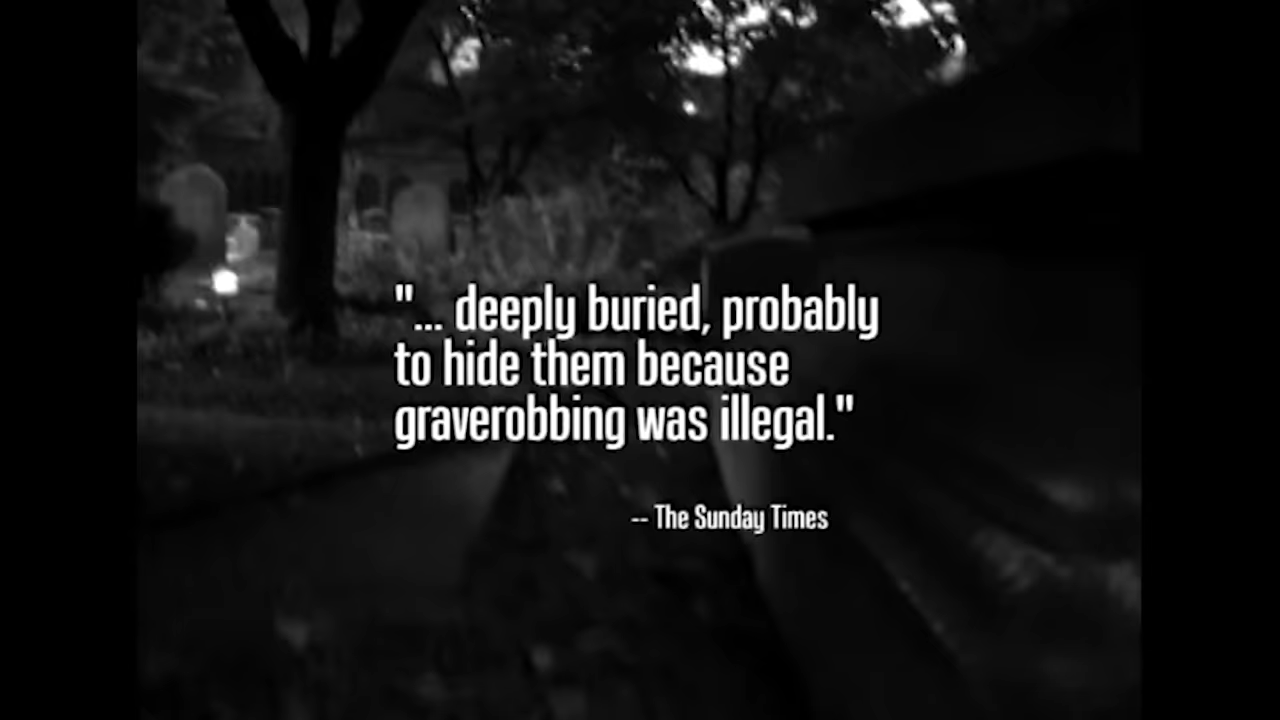 "... deeply buried, probably
to hide them because
graverobbing was illegal."
-- The Sunday Times